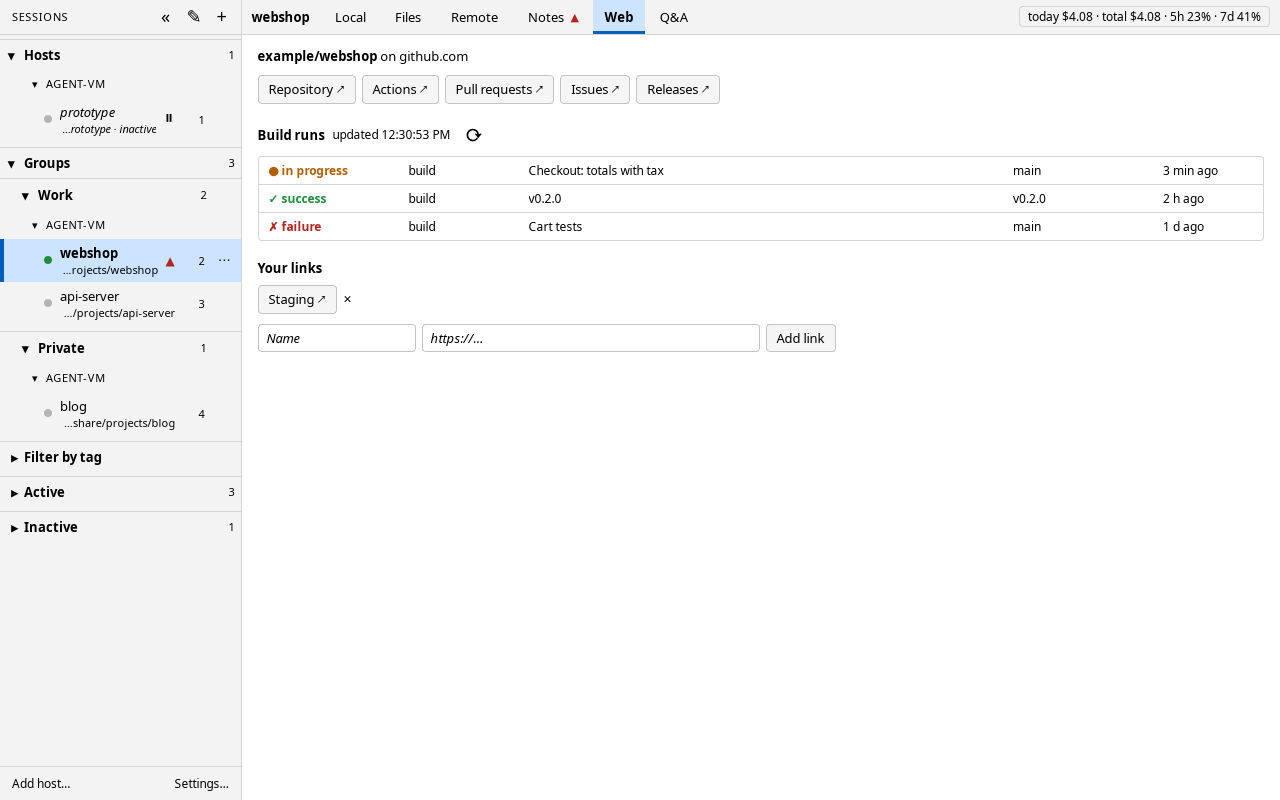 SESSIONS « ✎ +
▼ Hosts 1
▼ AGENT-VM
prototype ⏸ 1
...rototype · inactive
▼ Groups 3
▼ Work 2
▼ AGENT-VM
webshop ▲ 2 ⋯
...rojects/webshop
api-server 3
.../projects/api-server
▼ Private 1
▼ AGENT-VM
blog 4
...share/projects/blog
▶ Filter by tag
▶ Active 3
▶ Inactive 1
Add host... Settings...
webshop Local Files Remote Notes ▲ Web Q&A today $4.08 · total $4.08 · 5h 23% · 7d 41%
example/webshop on github.com
Repository ↗ Actions ↗ Pull requests ↗ Issues ↗ Releases ↗
Build runs updated 12:30:53 PM ⟳
● in progress build Checkout: totals with tax main 3 min ago
✓ success build v0.2.0 v0.2.0 2 h ago
✗ failure build Cart tests main 1 d ago
Your links
Staging ↗ ×
Name https://... Add link